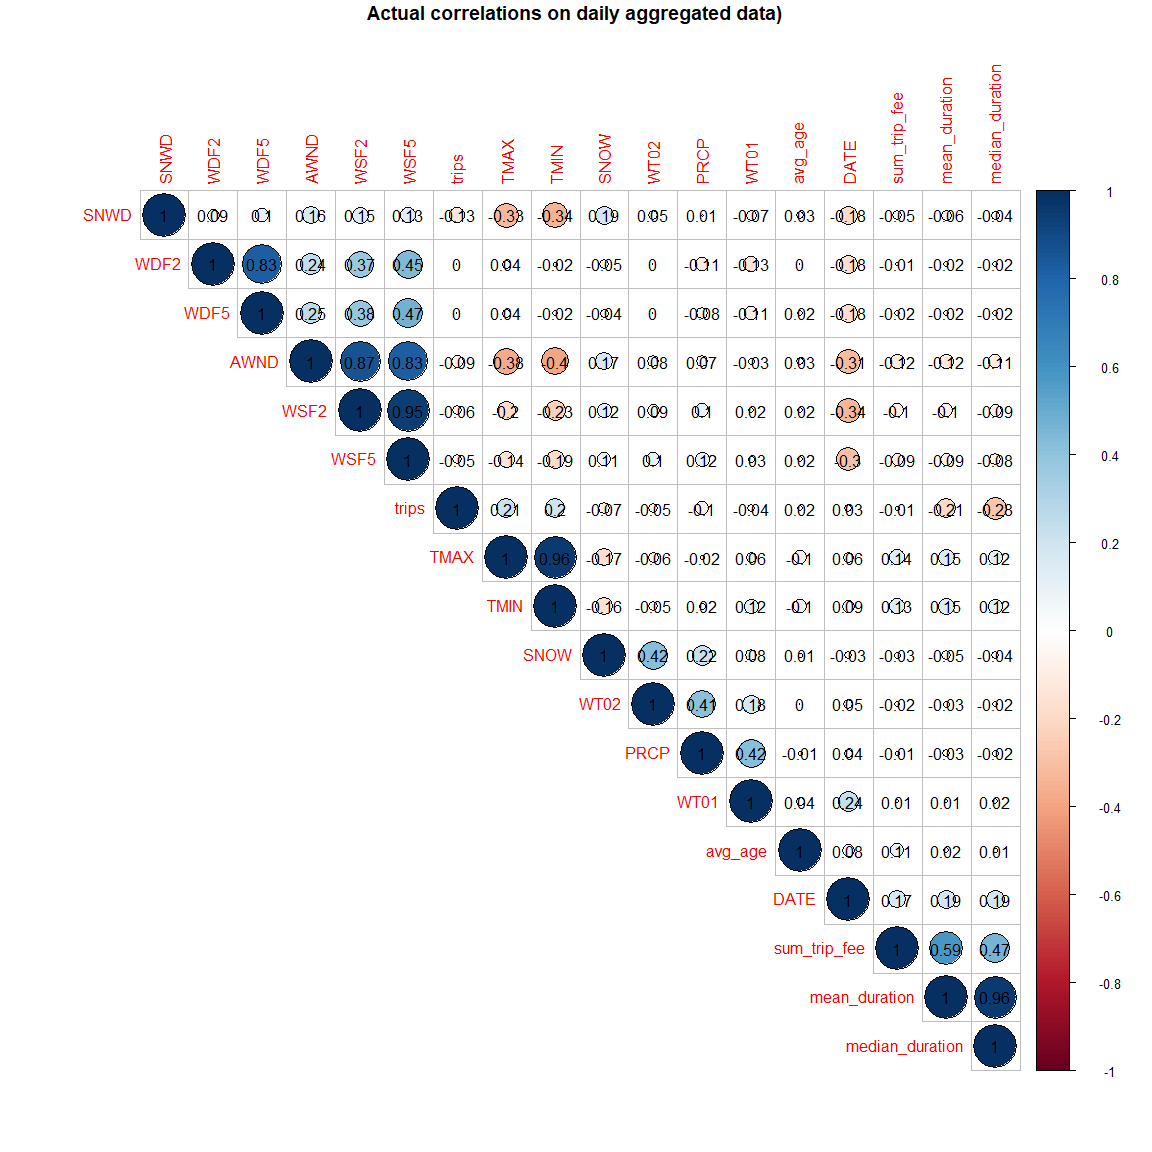 Actual correlations on daily aggregated data)
SNWD WDF2 WDF5 AWND WSF2 WSF5 trips TMAX TMIN SNOW WT02 PRCP WT01 avg_age DATE sum_trip_fee mean_duration median_duration
SNWD 1 0.09 0.1 0.16 0.15 0.13 -0.13 -0.33 -0.34 0.19 0.05 0.01 -0.07 0.03 -0.18 -0.05 -0.06 -0.04 1
WDF2 1 0.83 0.24 0.37 0.45 0 0.04 -0.02 -0.05 0 -0.11 -0.13 0 -0.18 -0.01 -0.02 -0.02
WDF5 1 0.25 0.38 0.47 0 0.04 -0.02 -0.04 0 -0.08 -0.11 0.02 -0.18 -0.02 -0.02 -0.02
AWND 1 0.87 0.83 -0.09 -0.38 -0.4 0.17 0.08 0.07 -0.03 0.03 -0.31 -0.12 -0.12 -0.11 0.8
WSF2 1 0.95 -0.06 -0.2 -0.23 0.12 0.09 0.1 0.02 0.02 -0.34 -0.1 -0.1 -0.09 0.6
WSF5 1 -0.05 -0.14 -0.19 0.11 0.1 0.12 0.03 0.02 -0.3 -0.09 -0.09 -0.08 0.4
trips 1 0.21 0.2 -0.07 -0.05 -0.1 -0.04 0.02 0.03 -0.01 -0.21 -0.28
TMAX 1 0.96 -0.17 -0.06 -0.02 0.06 -0.1 0.06 0.14 0.15 0.12 0.2
TMIN 1 -0.16 -0.05 0.02 0.12 -0.1 0.09 0.13 0.15 0.12
SNOW 1 0.42 0.22 0.08 0.01 -0.03 -0.03 -0.05 -0.04 0
WT02 1 0.41 0.18 0 0.05 -0.02 -0.03 -0.02 -0.2
PRCP 1 0.42 -0.01 0.04 -0.01 -0.03 -0.02
WT01 1 0.04 0.24 0.01 0.01 0.02 -0.4
avg_age 1 0.08 0.11 0.02 0.01
DATE 1 0.17 0.19 0.19 -0.6
sum_trip_fee 1 0.59 0.47
mean_duration 1 0.96 -0.8
median_duration 1
-1